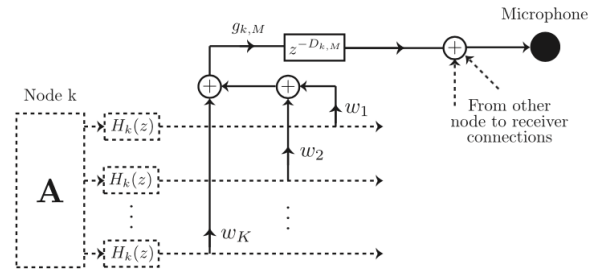 Microphone
g_{k,M}
z^{-D_{k,M}}
+
+
+
Node k
w_1
From other
node to receiver
connections
H_k(z)
A
w_2
H_k(z)
⋮
⋮
w_K
H_k(z)